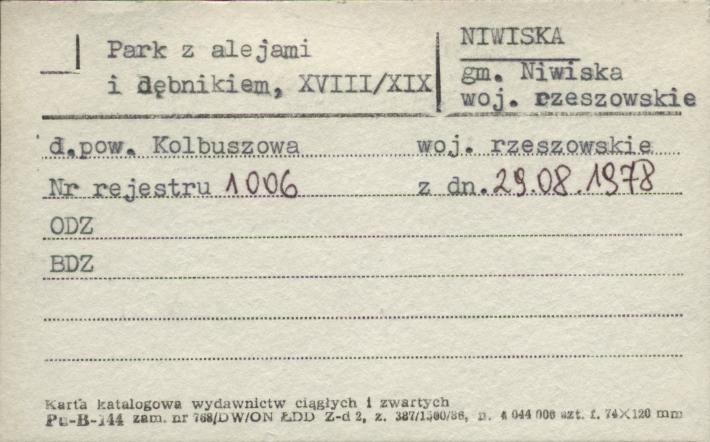 Park z alejami
i dębnikiem, XVIII/XIX
NIWISKA
gm. Niwiska
woj. rzeszowskie
d.pow. Kolbuszowa woj. rzeszowskie
Nr rejestru 1006 z dn. 29.08.1978
ODZ
BDZ
Karta katalogowa wydawnictw ciągłych i zwartych
Pu-B-144 zam. nr 768/DW/ON ŁDD Z-d 2, z. 387/1500/86, n. 4 044 000 szt. f. 74×120 mm